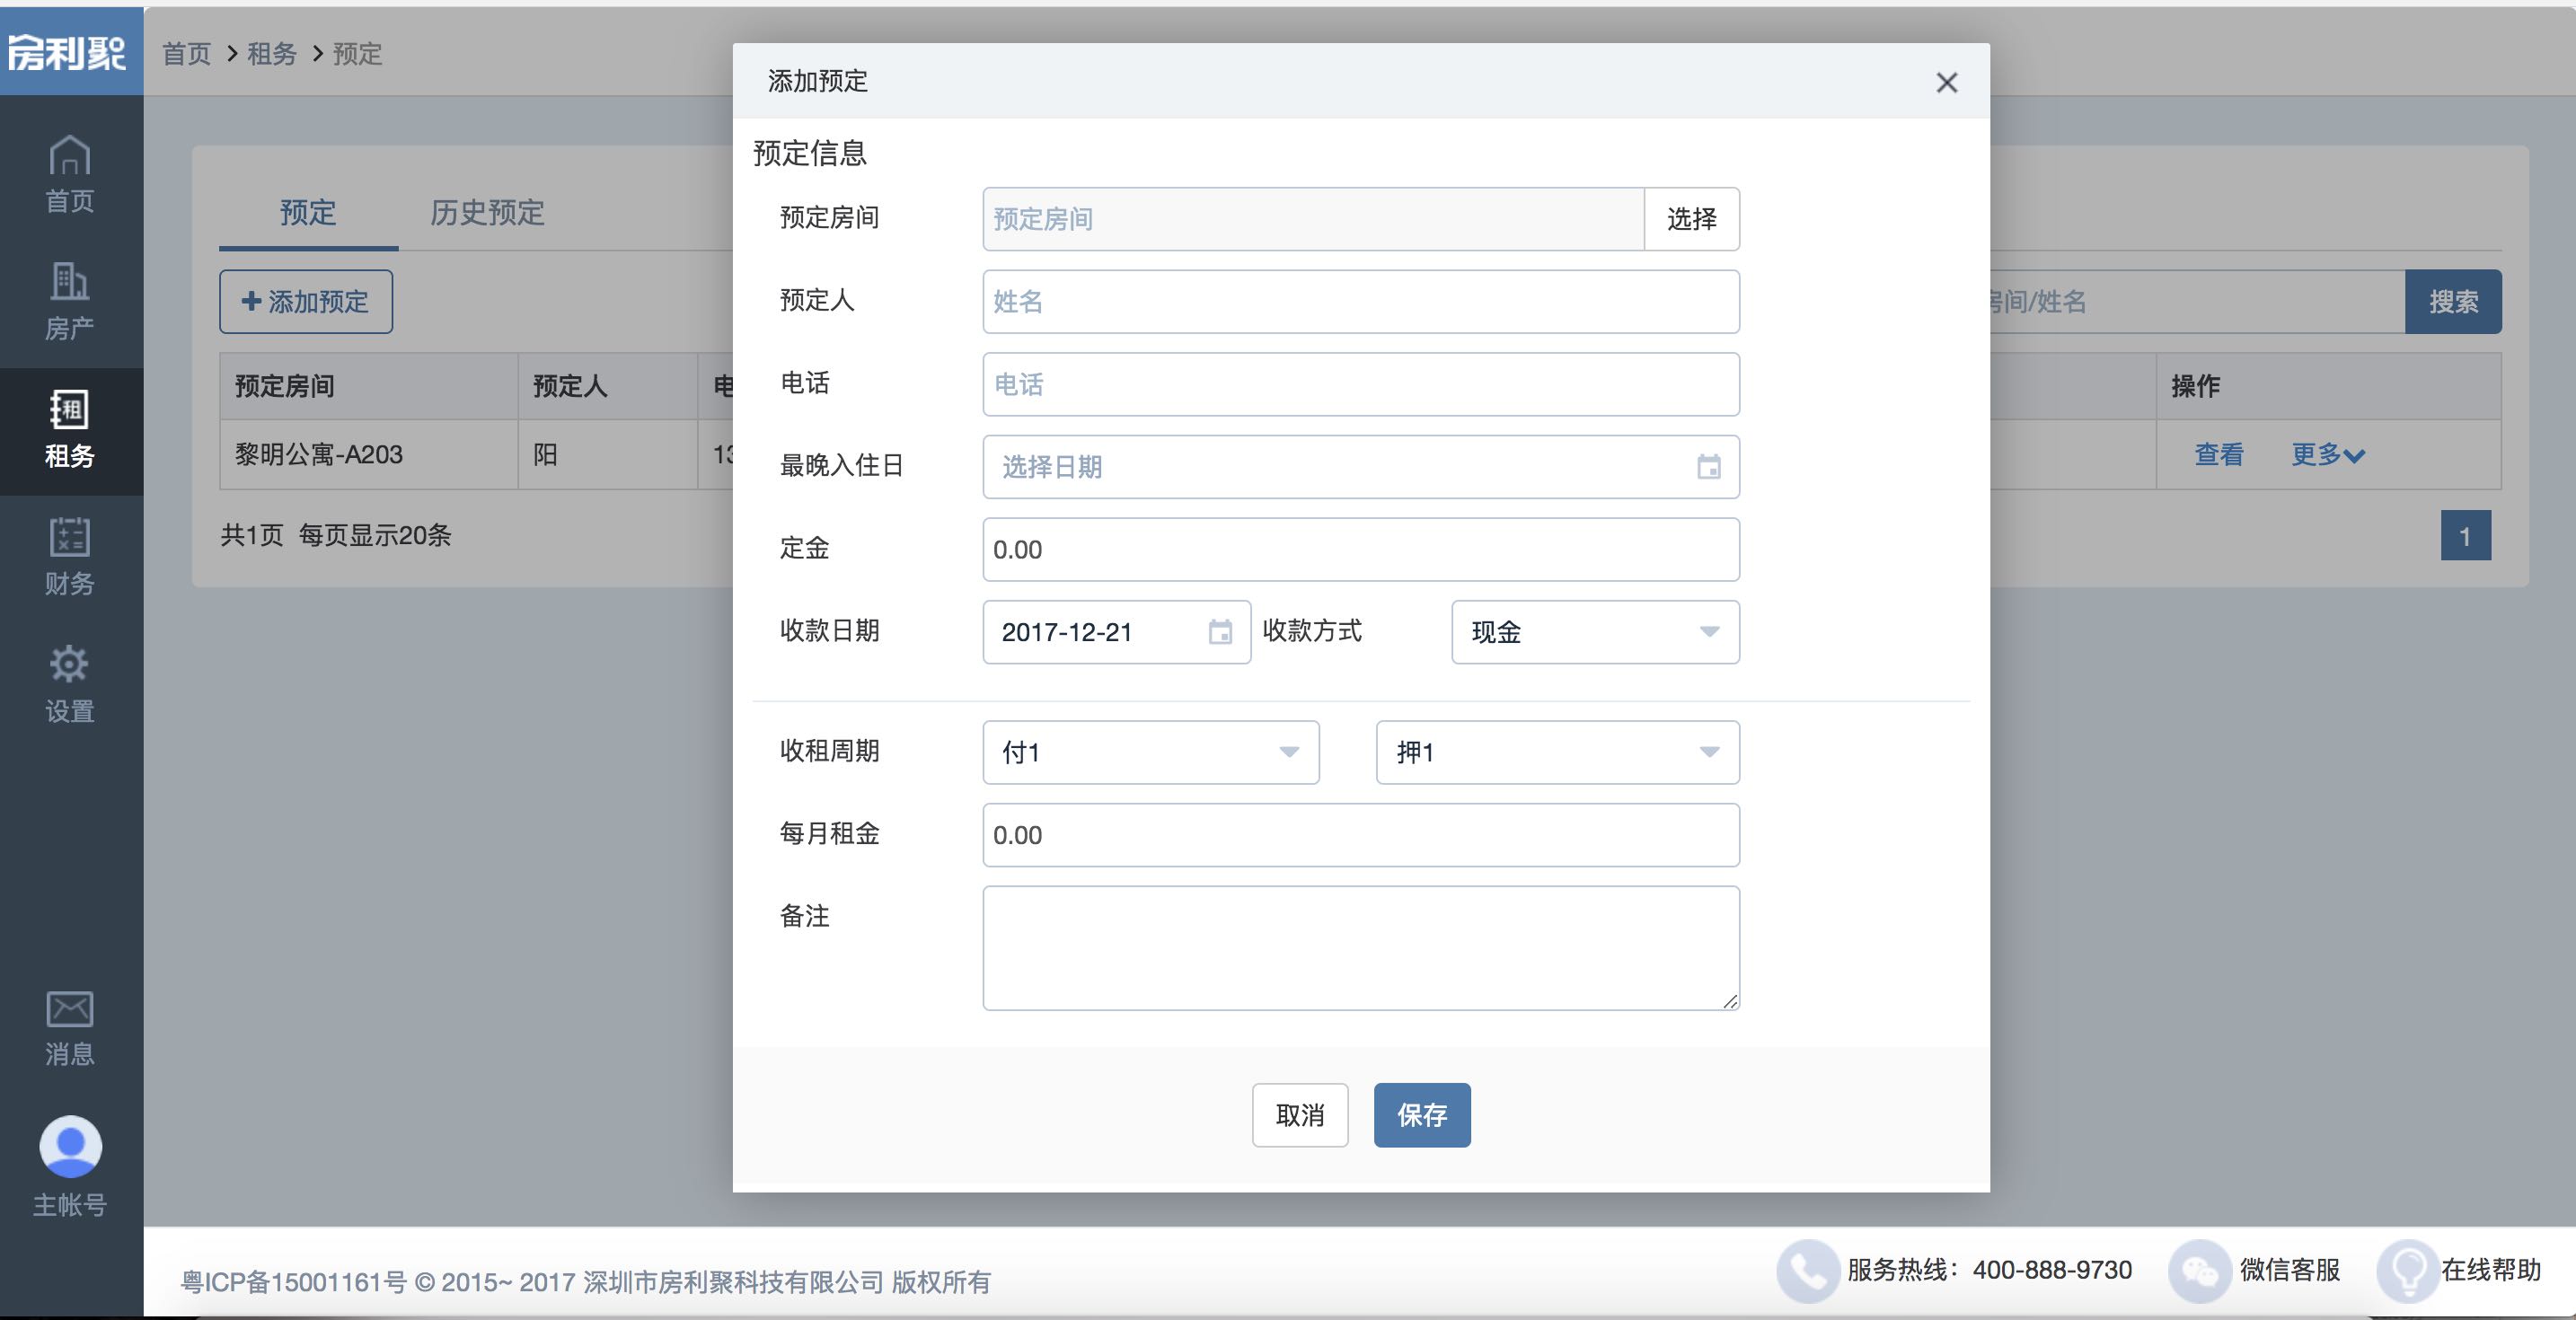 房利聚
首页 > 租务 > 预定
首页
房产
租
租务
财务
设置
消息
主帐号
预定 历史预定
+ 添加预定
房间/姓名 搜索
预定房间 预定人 操作
黎明公寓-A203 阳 查看 更多
共1页 每页显示20条
1
添加预定
预定信息
预定房间 预定房间 选择
预定人 姓名
电话 电话
最晚入住日 选择日期
定金 0.00
收款日期 2017-12-21 收款方式 现金
收租周期 付1 押1
每月租金 0.00
备注
取消 保存
粤ICP备15001161号 © 2015~ 2017 深圳市房利聚科技有限公司 版权所有
服务热线：400-888-9730 微信客服 在线帮助